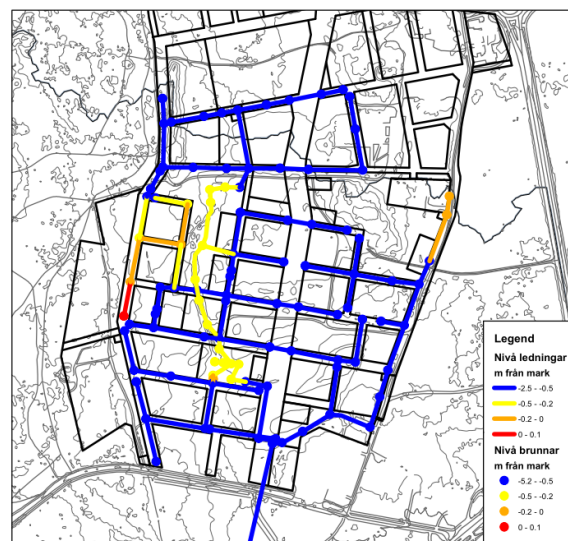 Legend
Nivå ledningar
m från mark
-2.5 - -0.5
-0.5 - -0.2
-0.2 - 0
0 - 0.1
Nivå brunnar
m från mark
-5.2 - -0.5
-0.5 - -0.2
-0.2 - 0
0 - 0.1